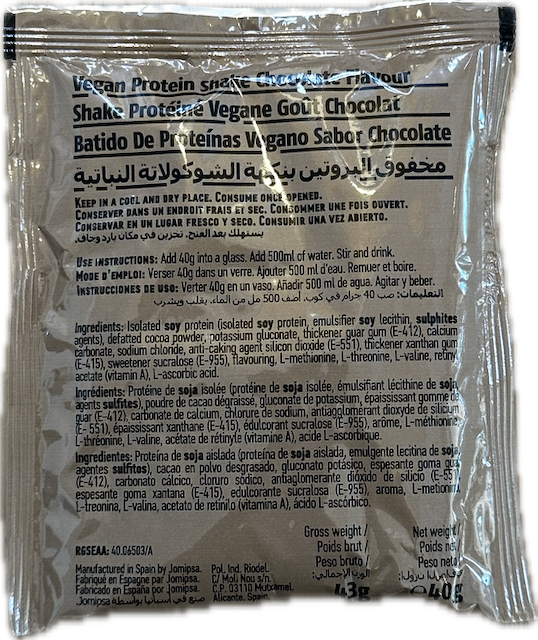 Vegan Protein shake Chocolate Flavour
Shake Protéiné Vegane Goût Chocolat
Batido De Proteínas Vegano Sabor Chocolate
مخفوق البروتين بنكهة الشوكولاتة النباتية
KEEP IN A COOL AND DRY PLACE. CONSUME ONCE OPENED.
CONSERVER DANS UN ENDROIT FRAIS ET SEC. CONSOMMER UNE FOIS OUVERT.
CONSERVAR EN UN LUGAR FRESCO Y SECO. CONSUMIR UNA VEZ ABIERTO.
يستهلك بعد الفتح. تخزين في مكان بارد وجاف.
USE INSTRUCTIONS: Add 40g into a glass. Add 500ml of water. Stir and drink.
MODE D'EMPLOI: Verser 40g dans un verre. Ajouter 500 ml d'eau. Remuer et boire.
INSTRUCCIONES DE USO: Verter 40g en un vaso. Añadir 500 ml de agua. Agitar y beber.
التعليمات: صب 40 جرام في كوب. أضف 500 مل من الماء. يقلب ويشرب
Ingredients: Isolated soy protein (isolated soy protein, emulsifier soy lecithin, sulphites
agents), defatted cocoa powder, potassium gluconate, thickener guar gum (E-412), calcium
carbonate, sodium chloride, anti-caking agent silicon dioxide (E-551), thickener xanthan gum
(E-415), sweetener sucralose (E-955), flavouring, L-methionine, L-threonine, L-valine, retinyl
acetate (vitamin A), L-ascorbic acid.
Ingrédients: Protéine de soja isolée (protéine de soja isolée, émulsifiant lécithine de soja,
agents sulfites), poudre de cacao dégraissé, gluconate de potassium, épaississant gomme de
guar (E-412), carbonate de calcium, chlorure de sodium, antiagglomérant dioxyde de silicium
(E- 551), épaississant xanthane (E-415), édulcorant sucralose (E-955), arôme, L-méthionine,
L-thréonine, L-valine, acétate de rétinyle (vitamine A), acide L-ascorbique.
Ingredientes: Proteína de soja aislada (proteína de soja aislada, emulgente lecitina de soja,
agentes sulfitos), cacao en polvo desgrasado, gluconato potásico, espesante goma guar
(E-412), carbonato cálcico, cloruro sódico, antiaglomerante dióxido de silicio (E-551),
espesante goma xantana (E-415), edulcorante sucralosa (E-955), aroma, L-metionina,
L-treonina, L-valina, acetato de retinilo (vitamina A), ácido L-ascórbico.
Gross weight/ Net weight/
Poids brut/ Poids net/
Peso bruto/ Peso neto/
الوزن الإجمالي:
RGSEAA: 40.06503/A
43g e40g
Manufactured in Spain by Jomipsa. Pol. Ind. Riodel.
Fabriqué en Espagne par Jomipsa. C/ Molí Nou s/n.
Fabricado en España por Jomipsa. C.P. 03110 Mutxamel.
صنع في أسبانيا بواسطة Jomipsa Alicante. Spain.